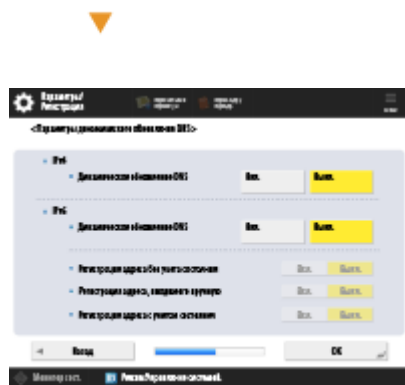 Параметры/
Регистрация
<Параметры динамического обновления DNS>
Динамическое обновление DNS
Вкл.
Выкл.
IPv6
Динамическое обновление DNS
Вкл.
Выкл.
Регистрация адреса без учета состояния
Вкл.
Выкл.
Регистрация адреса, введенного вручную
Вкл.
Выкл.
Регистрация адреса с учетом состояния
Вкл.
Выкл.
Назад
OK
Монитор сост.